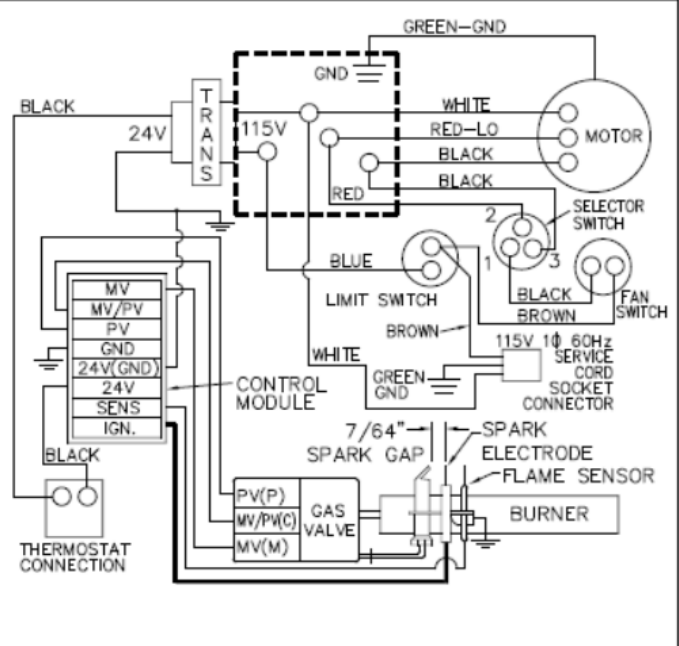 GREEN-GND
GND
BLACK
TRANS
24V
115V
WHITE
RED-LO
BLACK
MOTOR
BLACK
RED
SELECTOR
SWITCH
2
1
3
BLUE
LIMIT SWITCH
BLACK
BROWN
FAN
SWITCH
BROWN
115V 1ϕ 60Hz
SERVICE
CORD
SOCKET
CONNECTOR
WHITE
GREEN
GND
MV
MV/PV
PV
GND
24V(GND)
24V
SENS
IGN.
CONTROL
MODULE
BLACK
THERMOSTAT
CONNECTION
7/64"
SPARK GAP
SPARK
ELECTRODE
FLAME SENSOR
PV(P)
MV/PV(C)
MV(M)
GAS
VALVE
BURNER